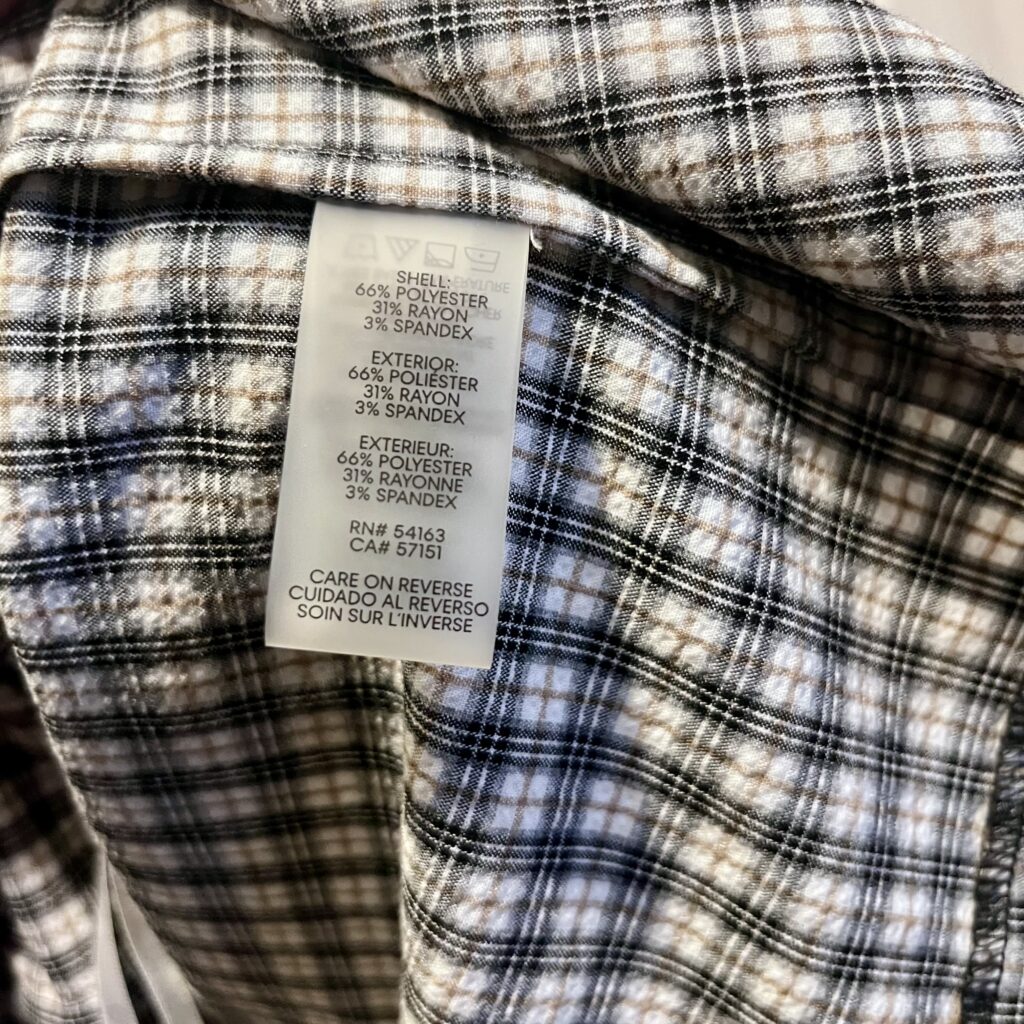 SHELL:
66% POLYESTER
31% RAYON
3% SPANDEX
EXTERIOR:
66% POLIÉSTER
31% RAYON
3% SPANDEX
EXTERIEUR:
66% POLYESTER
31% RAYONNE
3% SPANDEX
RN# 54163
CA# 57151
CARE ON REVERSE
CUIDADO AL REVERSO
SOIN SUR L'INVERSE